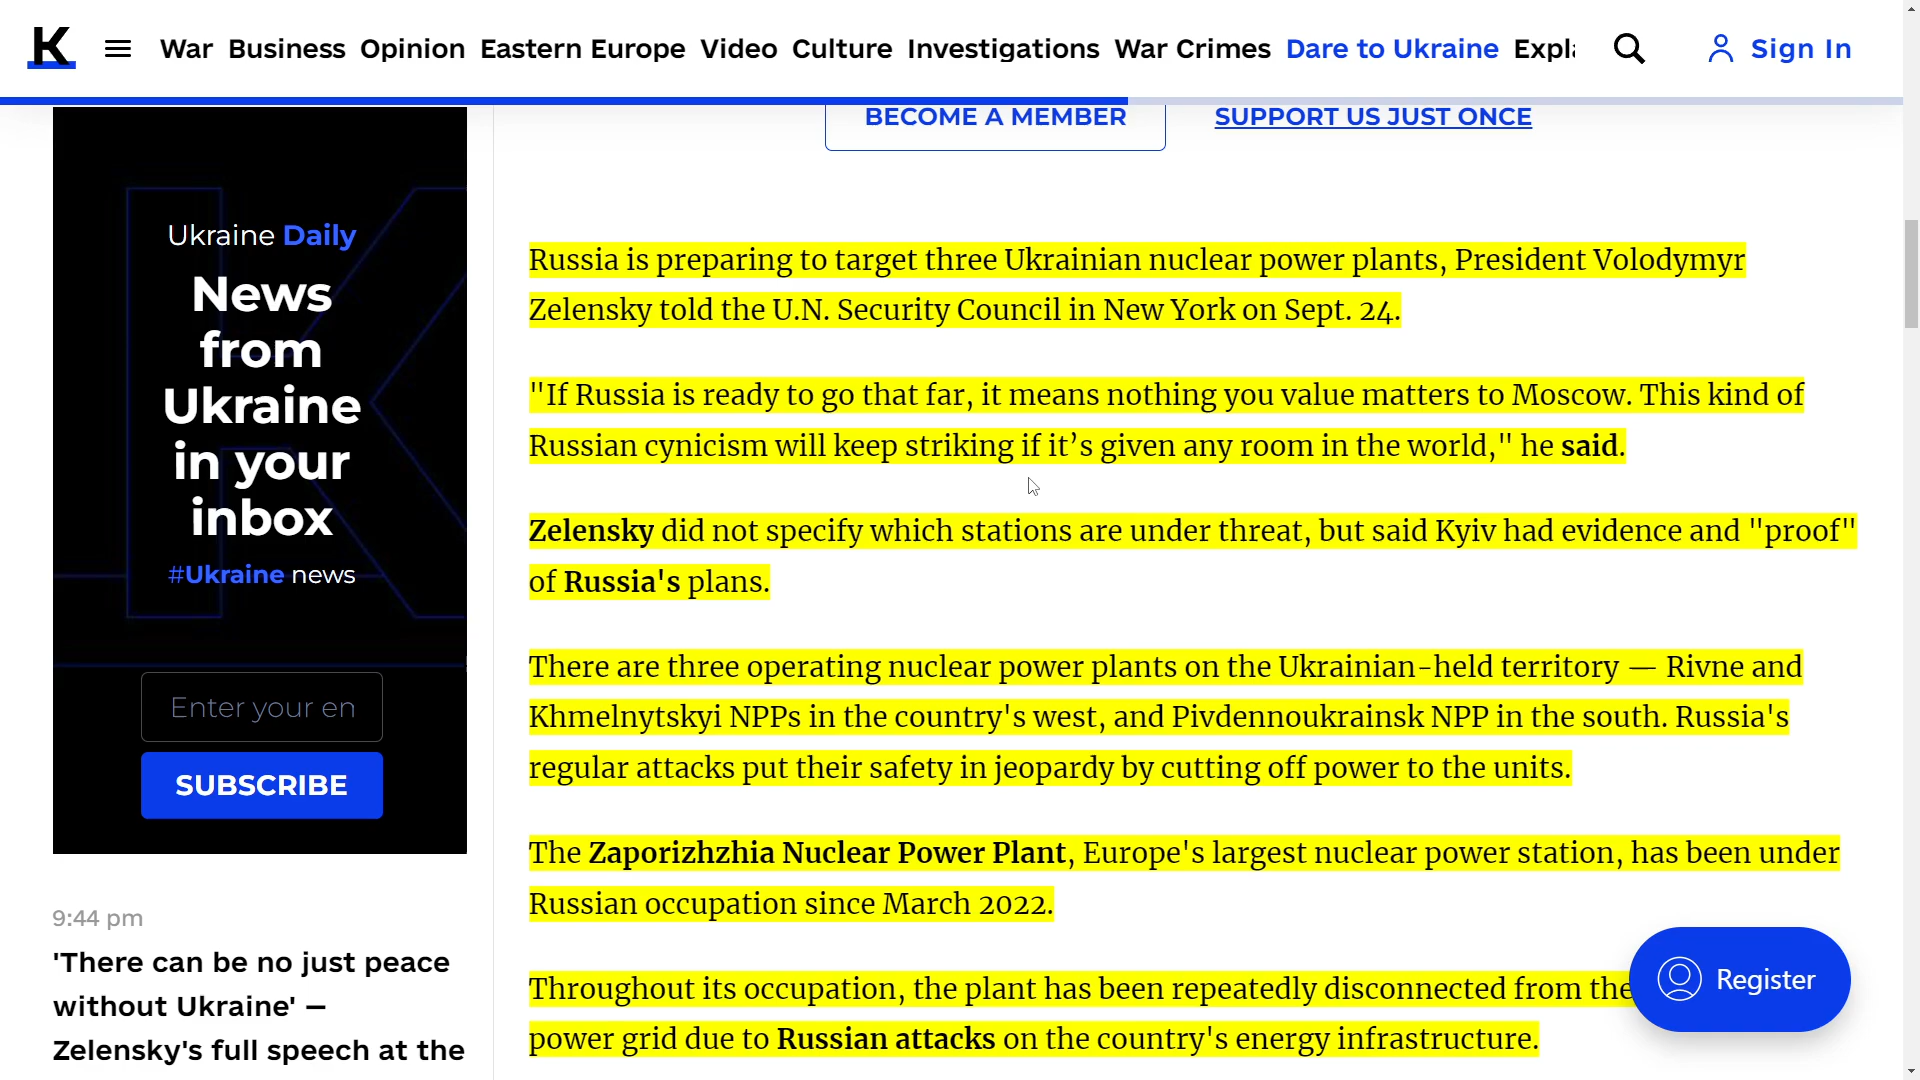 K
War Business Opinion Eastern Europe Video Culture Investigations War Crimes Dare to Ukraine Expl
Sign In
BECOME A MEMBER
SUPPORT US JUST ONCE
Ukraine Daily
News
from
Ukraine
in your
inbox
#Ukraine news
Enter your en
SUBSCRIBE
9:44 pm
'There can be no just peace
without Ukraine' —
Zelensky's full speech at the
Russia is preparing to target three Ukrainian nuclear power plants, President Volodymyr
Zelensky told the U.N. Security Council in New York on Sept. 24.
"If Russia is ready to go that far, it means nothing you value matters to Moscow. This kind of
Russian cynicism will keep striking if it’s given any room in the world," he said.
Zelensky did not specify which stations are under threat, but said Kyiv had evidence and "proof"
of Russia's plans.
There are three operating nuclear power plants on the Ukrainian-held territory — Rivne and
Khmelnytskyi NPPs in the country's west, and Pivdennoukrainsk NPP in the south. Russia's
regular attacks put their safety in jeopardy by cutting off power to the units.
The Zaporizhzhia Nuclear Power Plant, Europe's largest nuclear power station, has been under
Russian occupation since March 2022.
Throughout its occupation, the plant has been repeatedly disconnected from the
power grid due to Russian attacks on the country's energy infrastructure.
Register